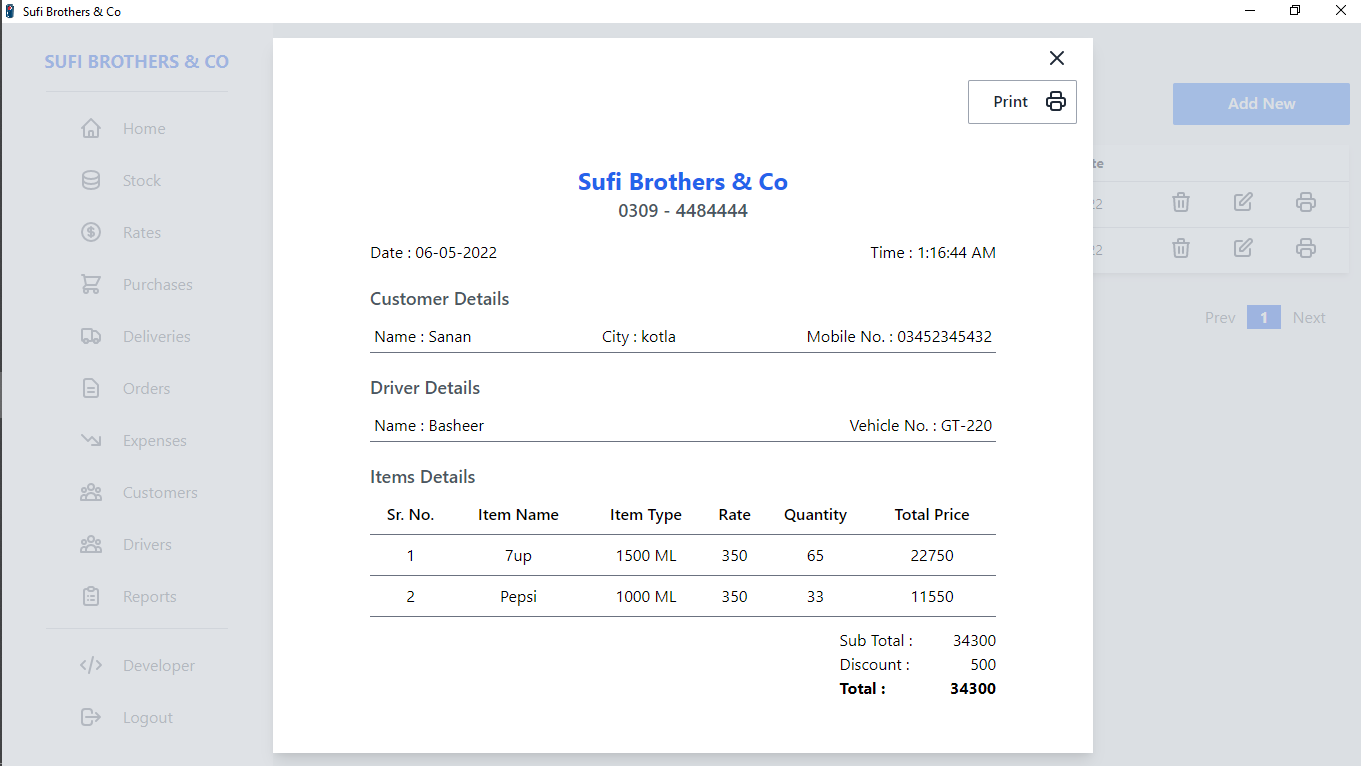 Sufi Brothers & Co
SUFI BROTHERS & CO
Home
Stock
Rates
Purchases
Deliveries
Orders
Expenses
Customers
Drivers
Reports
Developer
Logout
Print
Sufi Brothers & Co
0309 - 4484444
Date : 06-05-2022 Time : 1:16:44 AM
Customer Details
Name : Sanan City : kotla Mobile No. : 03452345432
Driver Details
Name : Basheer Vehicle No. : GT-220
Items Details
Sr. No. Item Name Item Type Rate Quantity Total Price
1 7up 1500 ML 350 65 22750
2 Pepsi 1000 ML 350 33 11550
Sub Total : 34300
Discount : 500
Total : 34300
Add New
Prev 1 Next